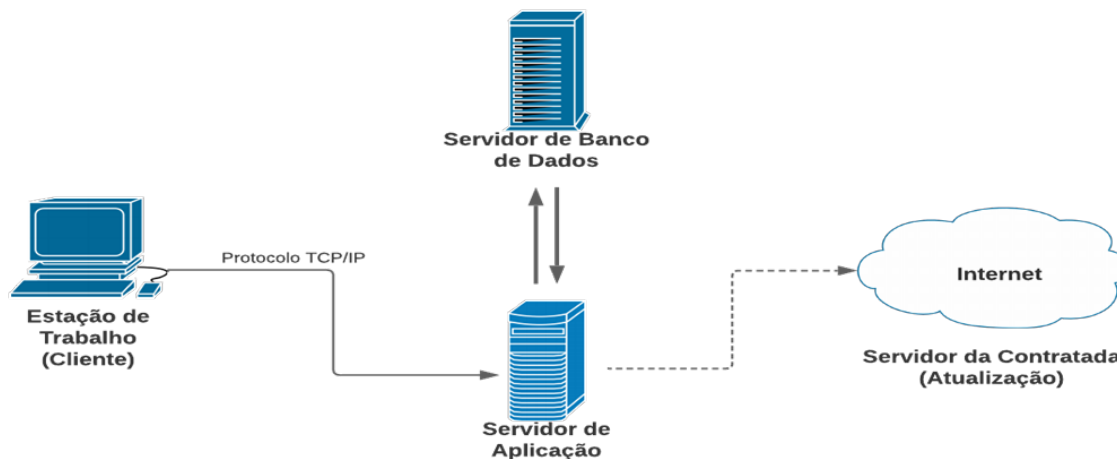 Servidor de Banco
de Dados
Protocolo TCP/IP
Internet
Estação de
Trabalho
(Cliente)
Servidor da Contratada
(Atualização)
Servidor de
Aplicação